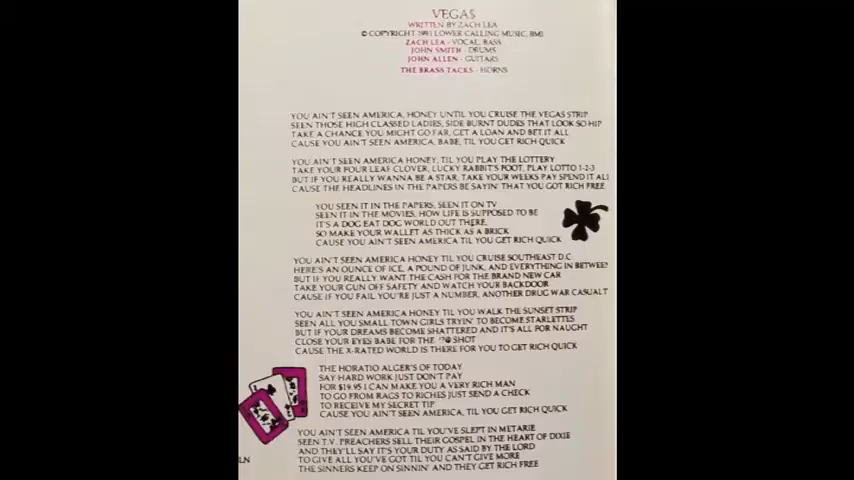 VEGA$
WRITTEN BY ZACH LEA
© COPYRIGHT 1991 LOWER CALLING MUSIC, BMI
ZACH LEA - VOCAL, BASS
JOHN SMITH - DRUMS
JOHN ALLEN - GUITARS
THE BRASS TACKS - HORNS
YOU AIN'T SEEN AMERICA, HONEY UNTIL YOU CRUISE THE VEGAS STRIP
SEEN THOSE HIGH CLASSED LADIES, SIDE BURNT DUDES THAT LOOK SO HIP
TAKE A CHANCE YOU MIGHT GO FAR, GET A LOAN AND BET IT ALL
CAUSE YOU AIN'T SEEN AMERICA, BABE, TIL YOU GET RICH QUICK
YOU AIN'T SEEN AMERICA HONEY, TIL YOU PLAY THE LOTTERY
TAKE YOUR FOUR LEAF CLOVER, LUCKY RABBIT'S FOOT, PLAY LOTTO 1-2-3
BUT IF YOU REALLY WANNA BE A STAR, TAKE YOUR WEEKS PAY SPEND IT ALL
CAUSE THE HEADLINES IN THE PAPERS BE SAYIN' THAT YOU GOT RICH FREE
YOU SEEN IT IN THE PAPERS, SEEN IT ON TV
SEEN IT IN THE MOVIES, HOW LIFE IS SUPPOSED TO BE
IT'S A DOG EAT DOG WORLD OUT THERE,
SO MAKE YOUR WALLET AS THICK AS A BRICK
CAUSE YOU AIN'T SEEN AMERICA TIL YOU GET RICH QUICK
YOU AIN'T SEEN AMERICA HONEY TIL YOU CRUISE SOUTHEAST D.C.
HERE'S AN OUNCE OF ICE, A POUND OF JUNK, AND EVERYTHING IN BETWEE
BUT IF YOU REALLY WANT THE CASH FOR THE BRAND NEW CAR
TAKE YOUR GUN OFF SAFETY AND WATCH YOUR BACKDOOR
CAUSE IF YOU FAIL YOU'RE JUST A NUMBER, ANOTHER DRUG WAR CASUALT
YOU AIN'T SEEN AMERICA HONEY TIL YOU WALK THE SUNSET STRIP
SEEN ALL YOU SMALL TOWN GIRLS TRYIN' TO BECOME STARLETTES
BUT IF YOUR DREAMS BECOME SHATTERED AND IT'S ALL FOR NAUGHT
CLOSE YOUR EYES BABE FOR THE !?@ SHOT
CAUSE THE X-RATED WORLD IS THERE FOR YOU TO GET RICH QUICK
THE HORATIO ALGER'S OF TODAY
SAY HARD WORK JUST DON'T PAY
FOR $19.95 I CAN MAKE YOU A VERY RICH MAN
TO GO FROM RAGS TO RICHES JUST SEND A CHECK
TO RECEIVE MY SECRET TIP
CAUSE YOU AIN'T SEEN AMERICA, TIL YOU GET RICH QUICK
YOU AIN'T SEEN AMERICA TIL YOU'VE SLEPT IN METARIE
SEEN T.V. PREACHERS SELL THEIR GOSPEL IN THE HEART OF DIXIE
AND THEY'LL SAY IT'S YOUR DUTY AS SAID BY THE LORD
TO GIVE ALL YOU'VE GOT TIL YOU CAN'T GIVE MORE
THE SINNERS KEEP ON SINNIN' AND THEY GET RICH FREE
LN